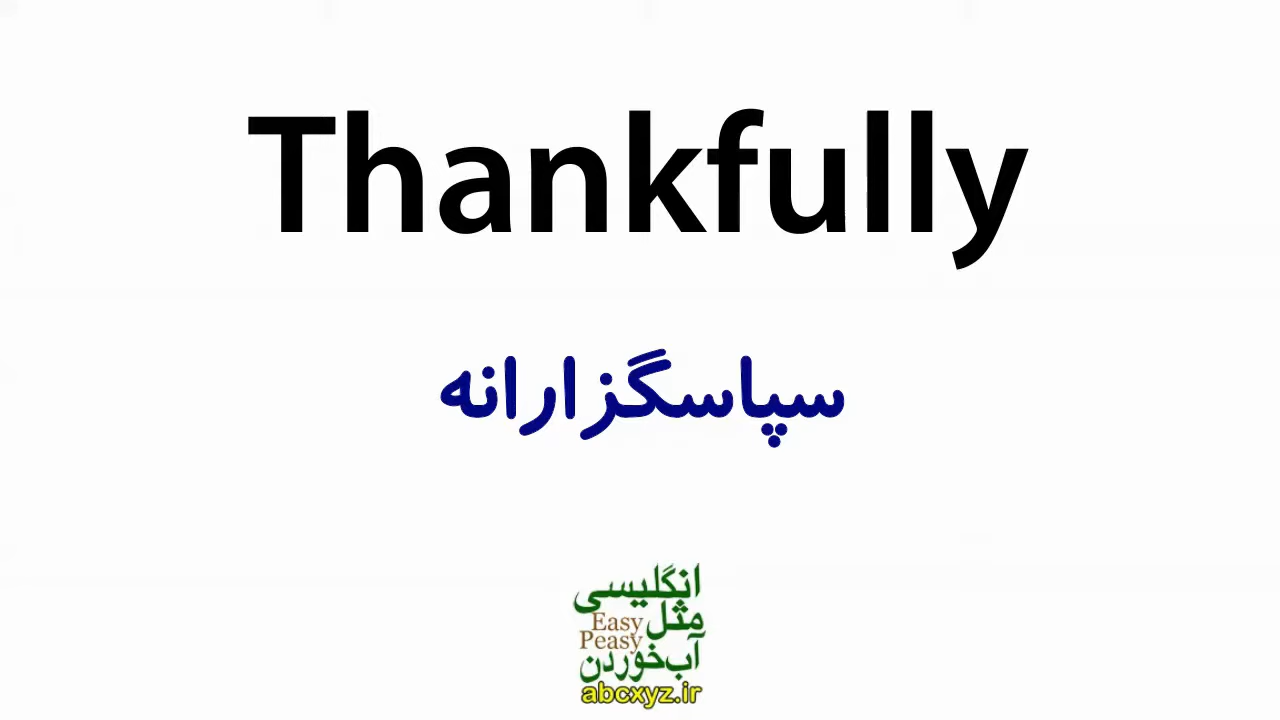 Thankfully
سپاسگزارانه
انگلیسی
مثل Easy
Peasy
آب‌خوردن
abcxyz.ir